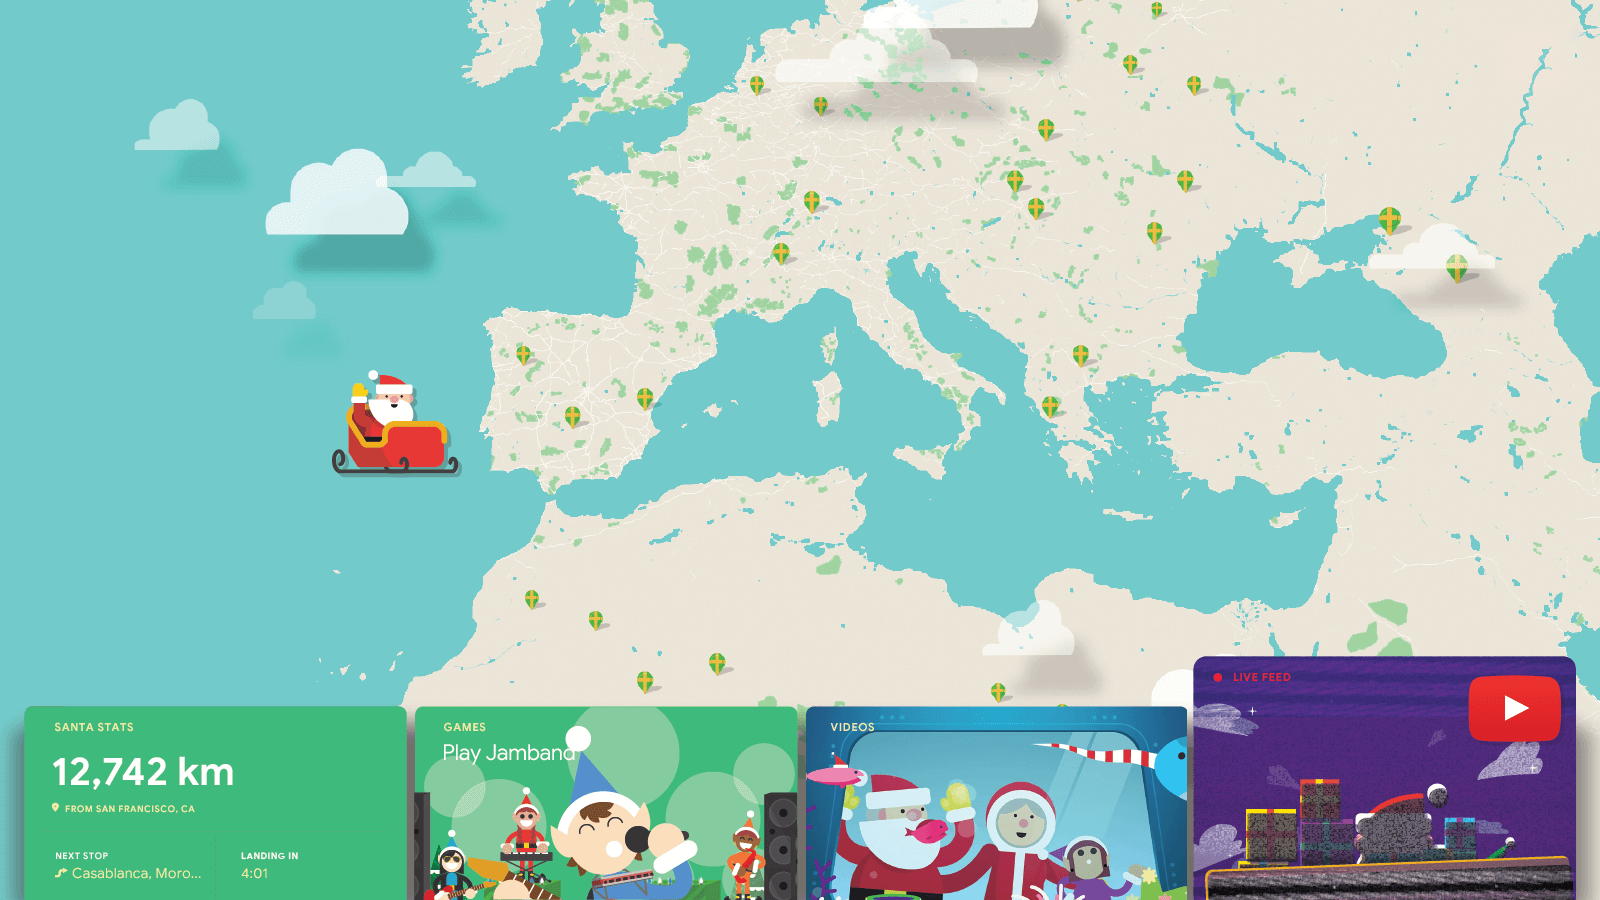 SANTA STATS
12,742 km
FROM SAN FRANCISCO, CA
NEXT STOP
Casablanca, Moro...
LANDING IN
4:01
GAMES
Play Jamband
VIDEOS
LIVE FEED